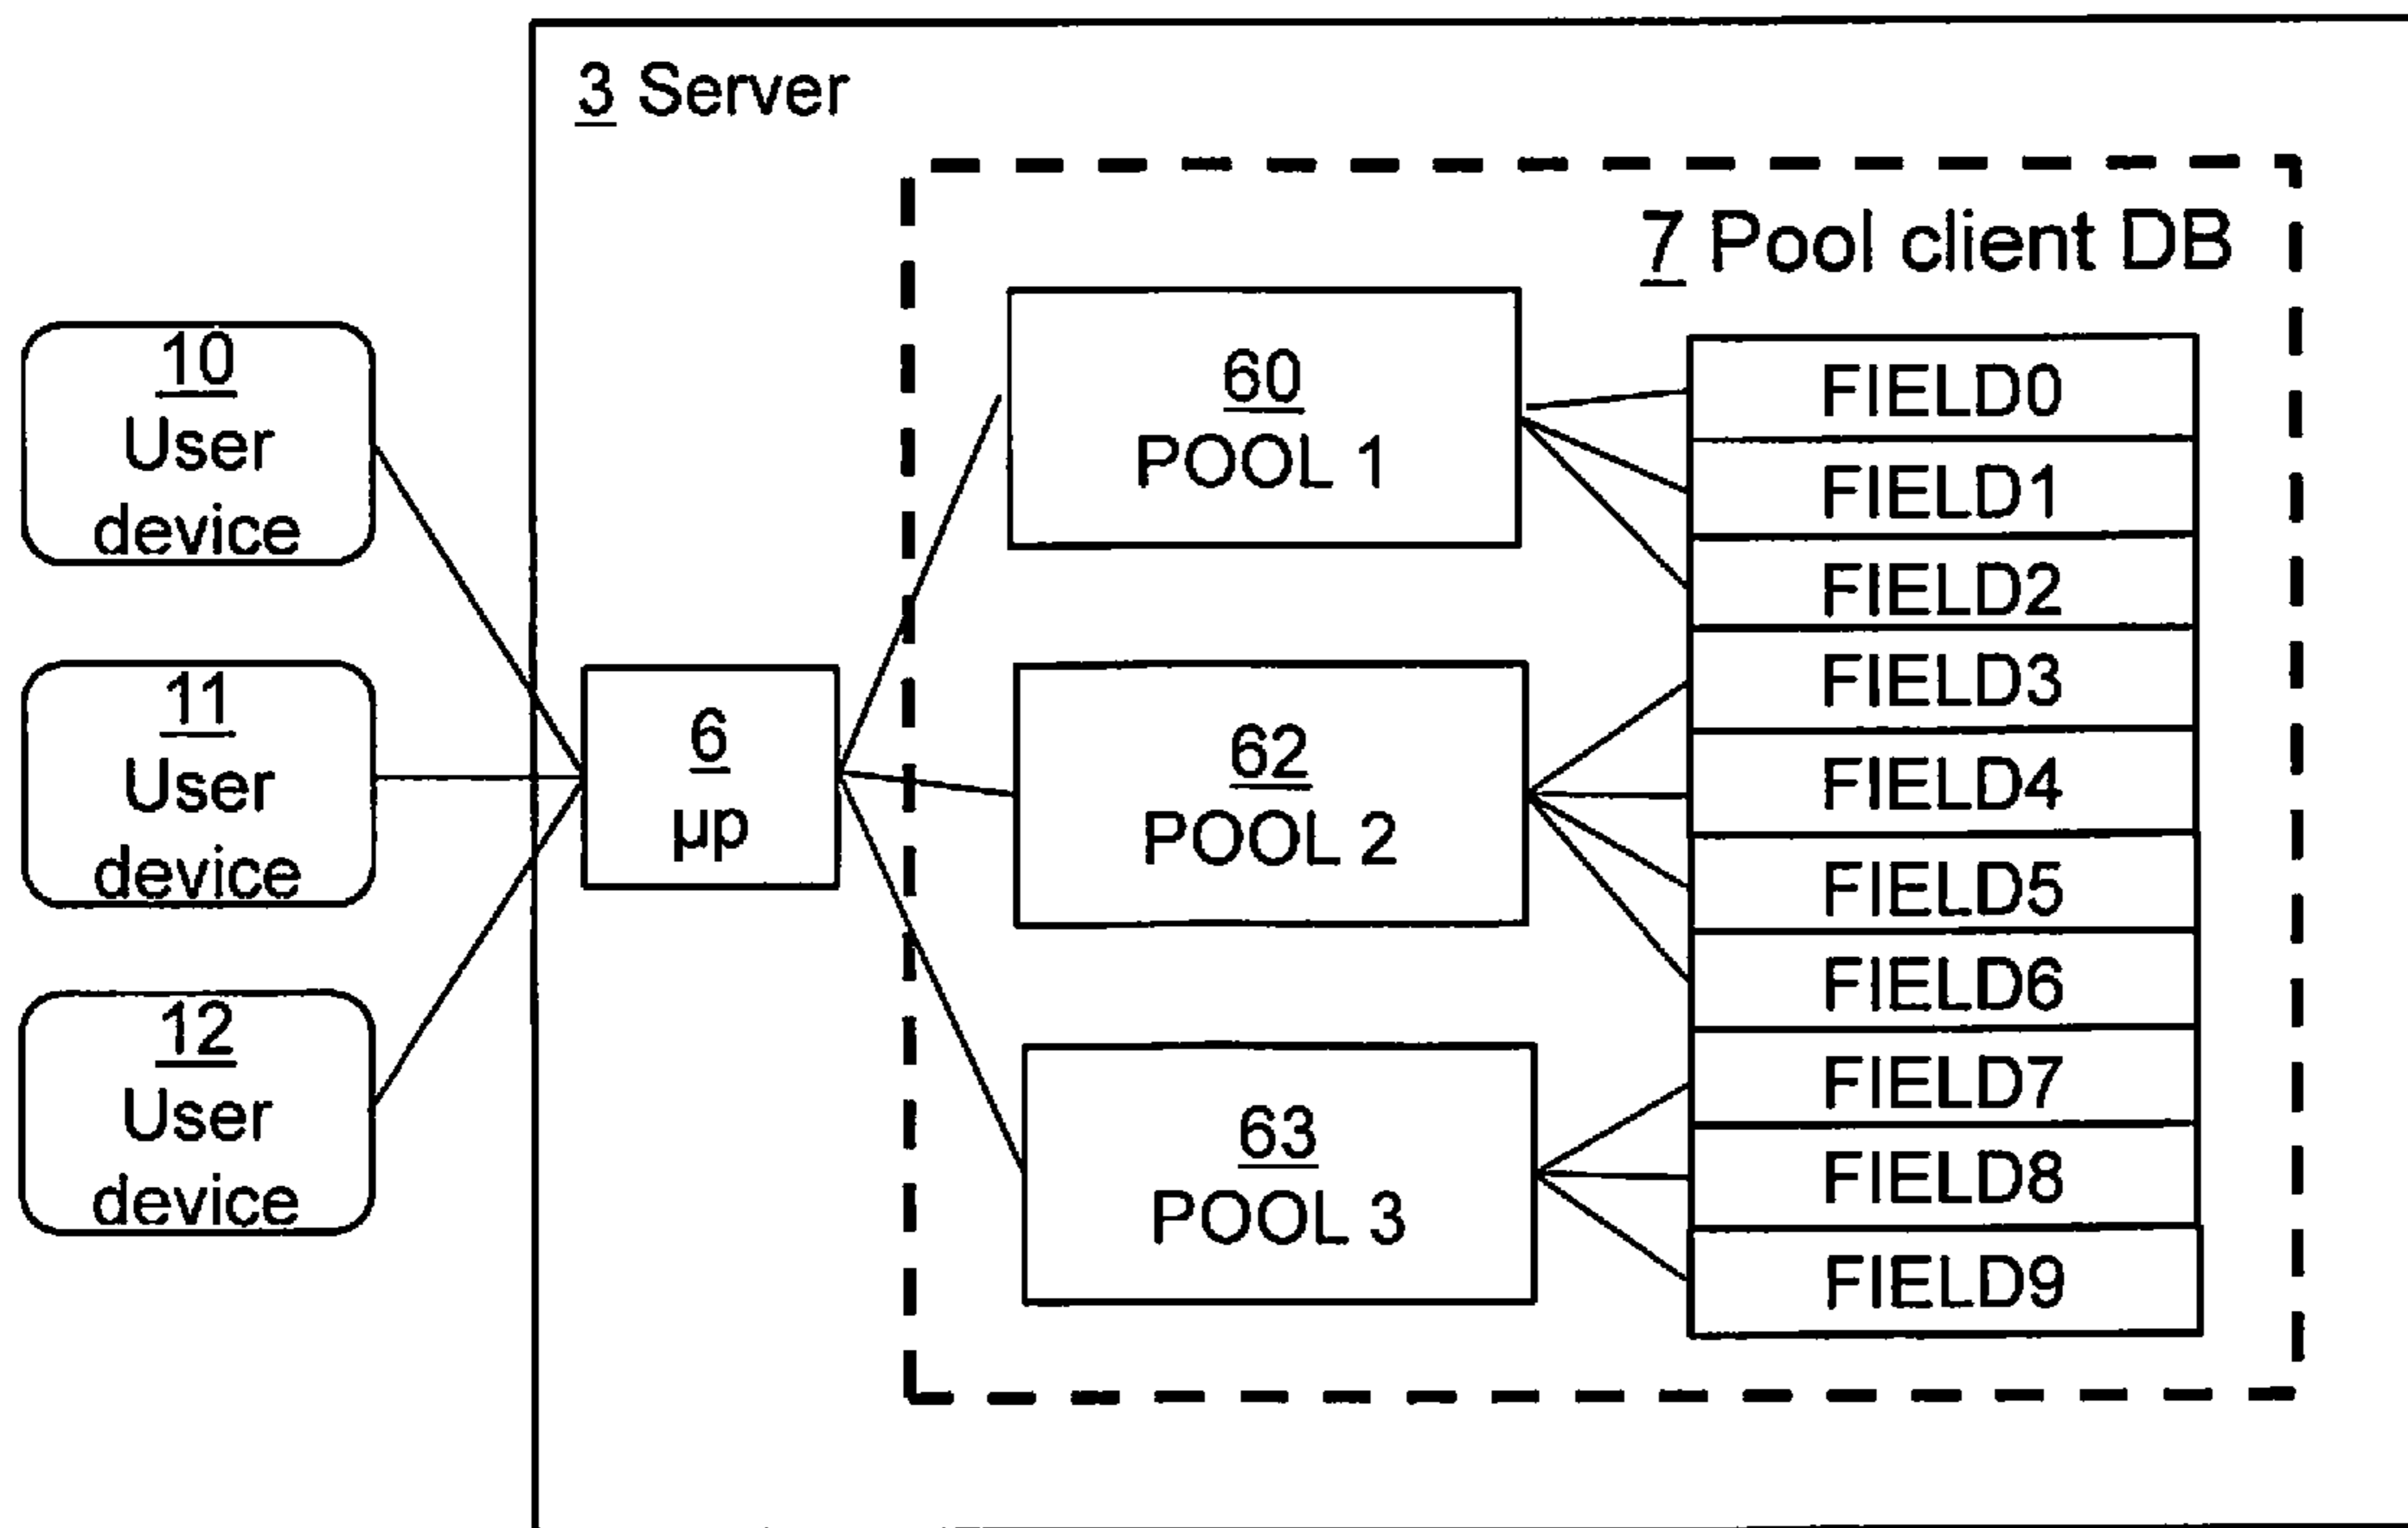 3 Server
7 Pool client DB
10
User
device
11
User
device
12
User
device
6
µp
60
POOL 1
62
POOL 2
63
POOL 3
FIELD0
FIELD1
FIELD2
FIELD3
FIELD4
FIELD5
FIELD6
FIELD7
FIELD8
FIELD9